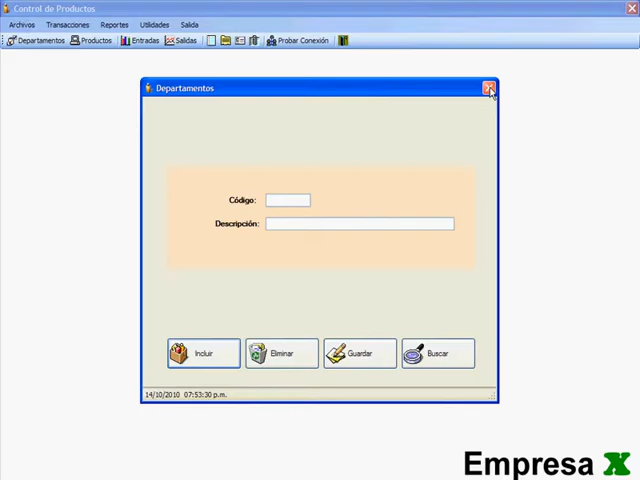 Control de Productos
Archivos Transacciones Reportes Utilidades Salida
Departamentos Productos Entradas Salidas Probar Conexión
Departamentos
Código:
Descripción:
Incluir Eliminar Guardar Buscar
14/10/2010 07:53:30 p.m.
Empresa X